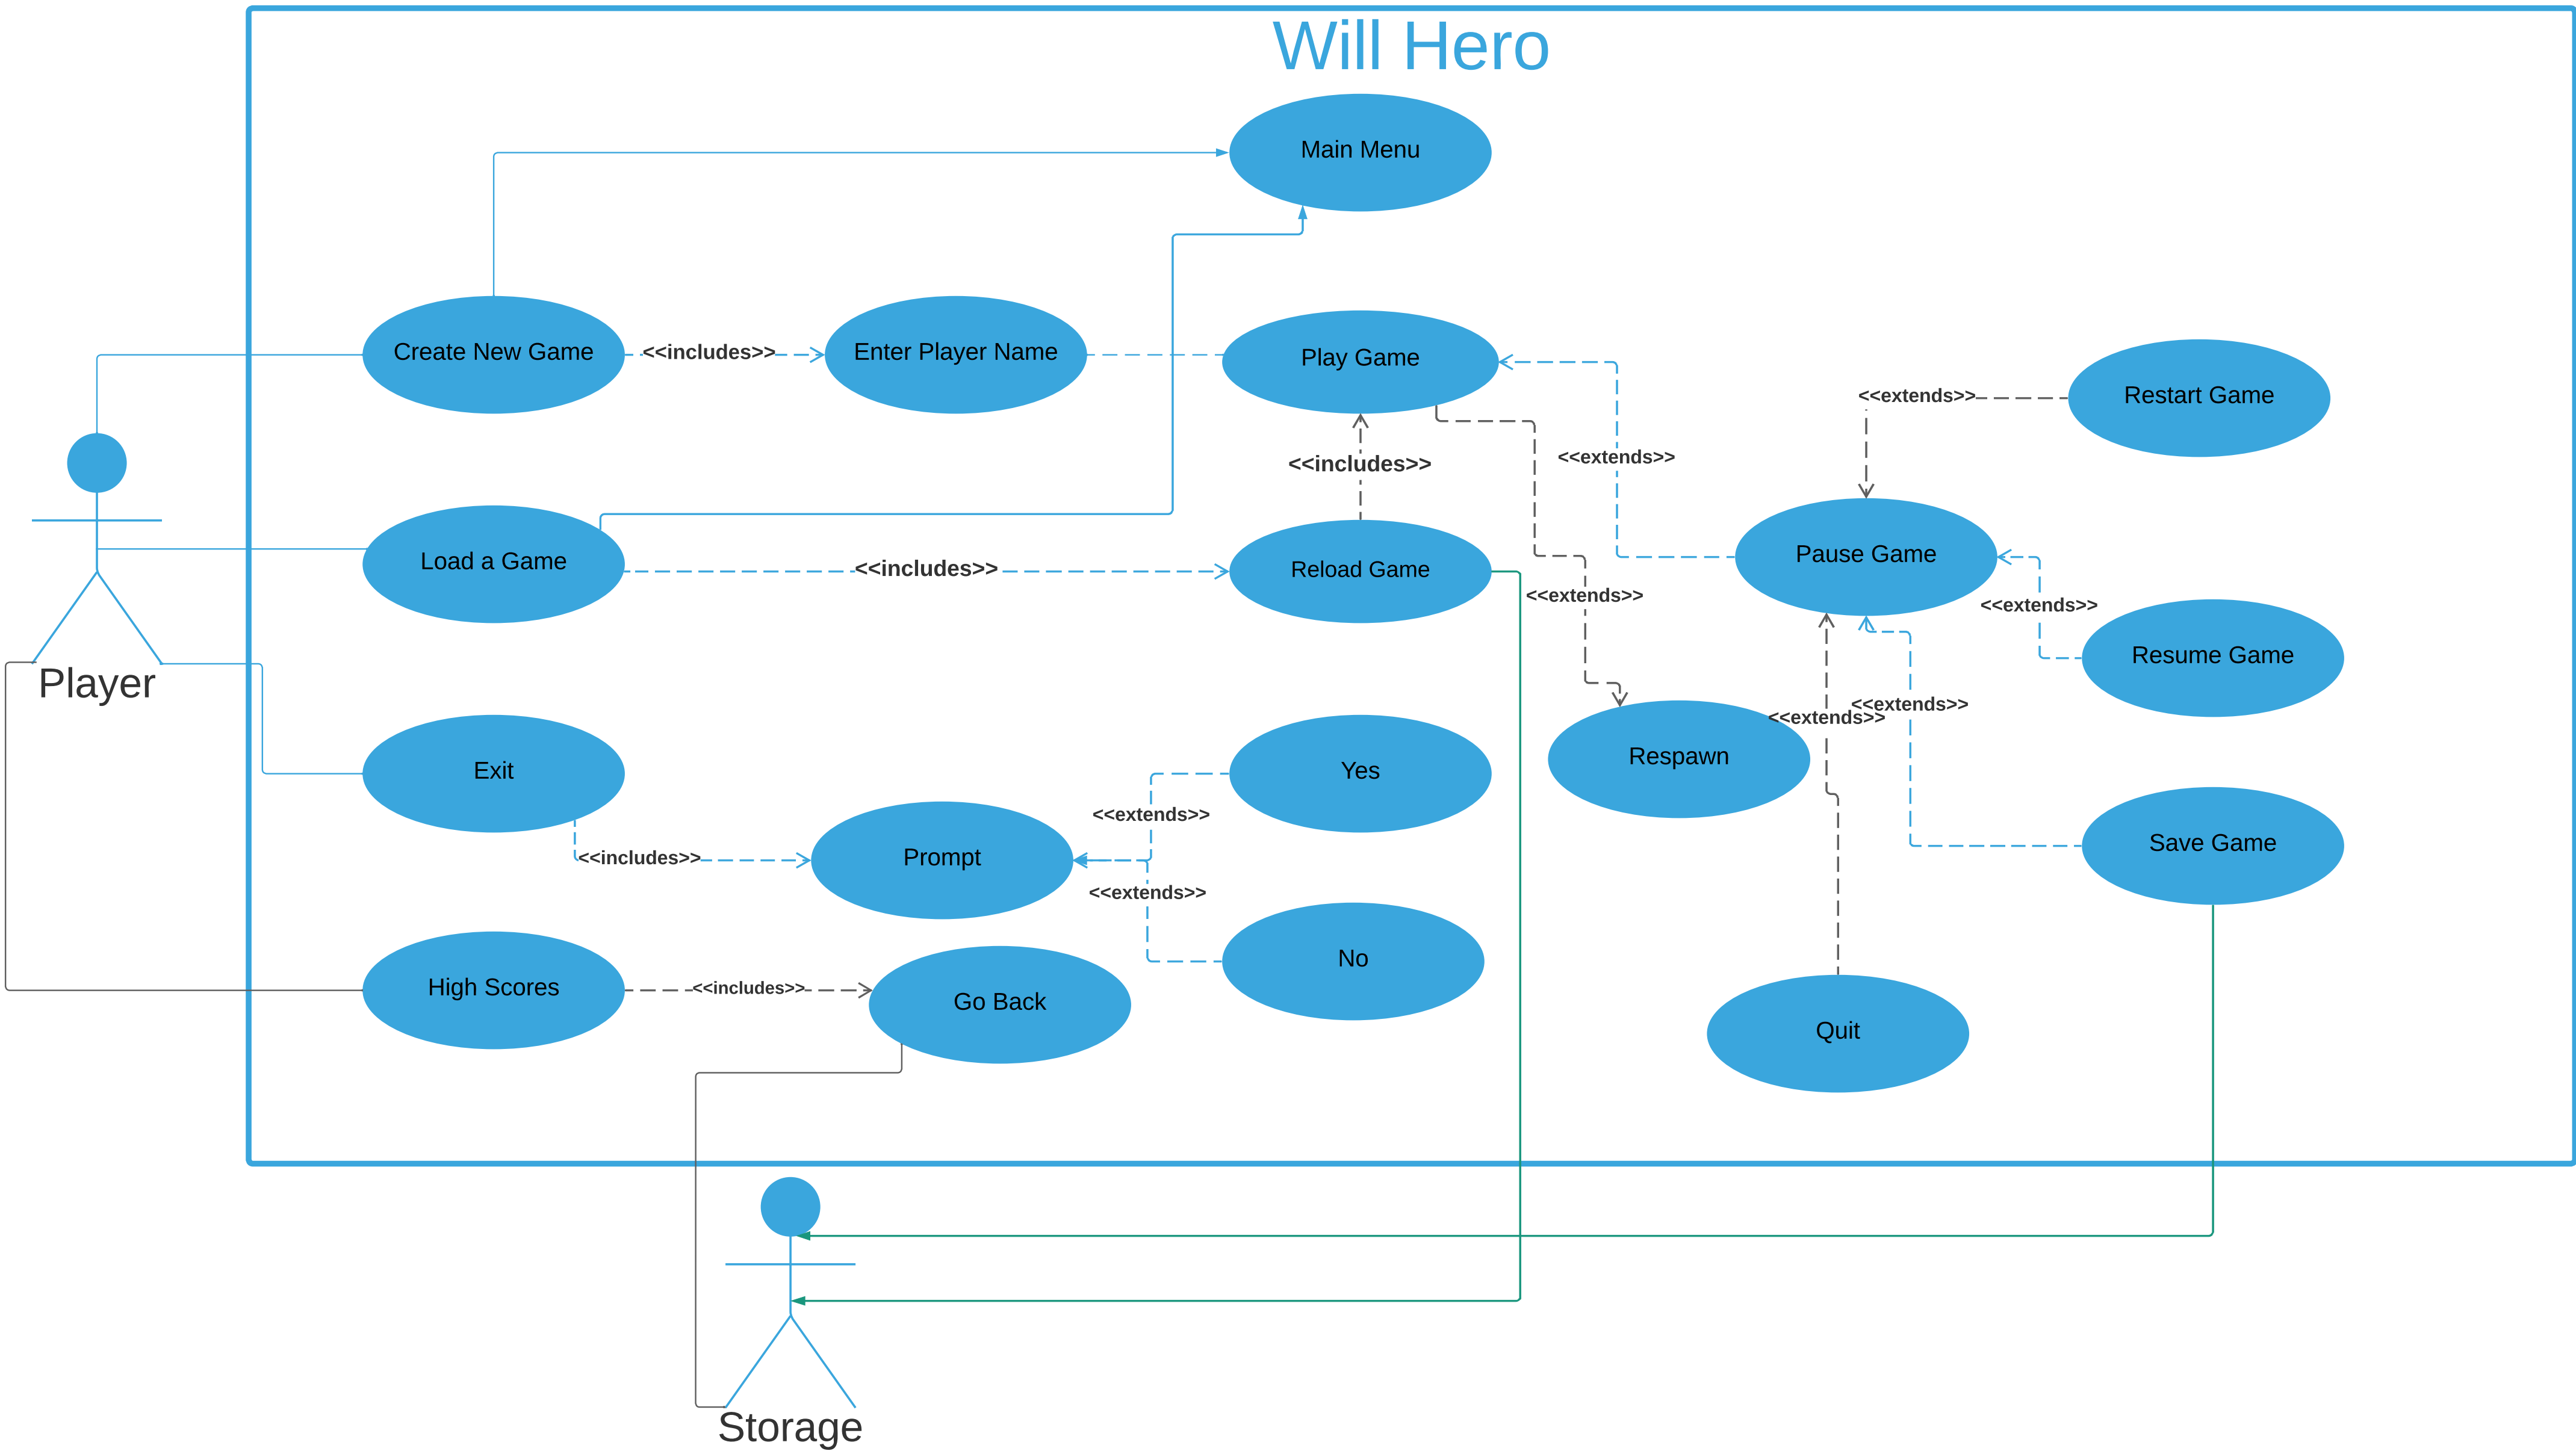 Will Hero
Main Menu
Create New Game
<<includes>>
Enter Player Name
Play Game
<<extends>>
Restart Game
<<includes>>
<<extends>>
Load a Game
<<includes>>
Reload Game
<<extends>>
Pause Game
<<extends>>
Resume Game
Player
<<extends>>
<<extends>>
Respawn
Exit
Yes
<<extends>>
<<includes>>
Prompt
<<extends>>
Save Game
No
High Scores
<<includes>>
Go Back
Quit
Storage